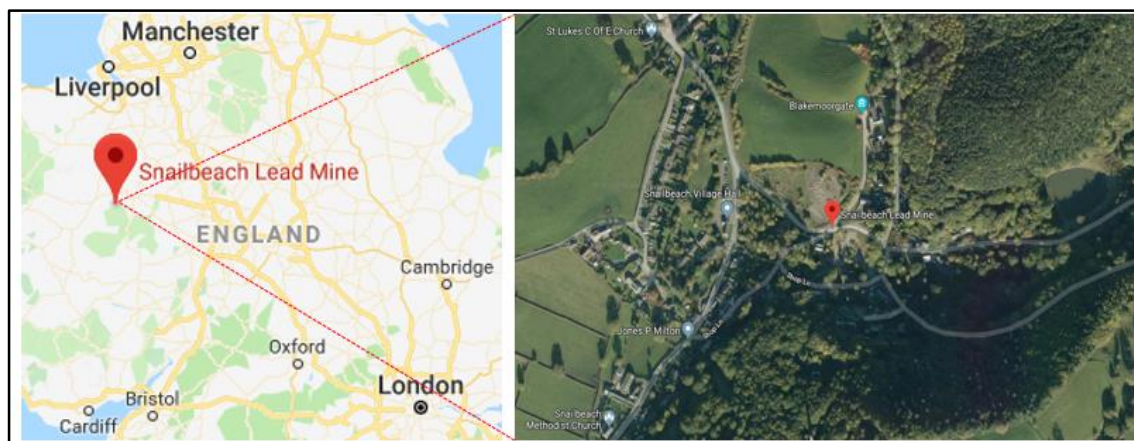 Manchester
Liverpool
Snailbeach Lead Mine
ENGLAND
Cambridge
Oxford
London
Bristol
Cardiff
St Lukes C Of E Church
Blakemoorgate
Snailbeach Village Hall
Snailbeach Lead Mine
Jones P Milton
Snailbeach
Methodist Church